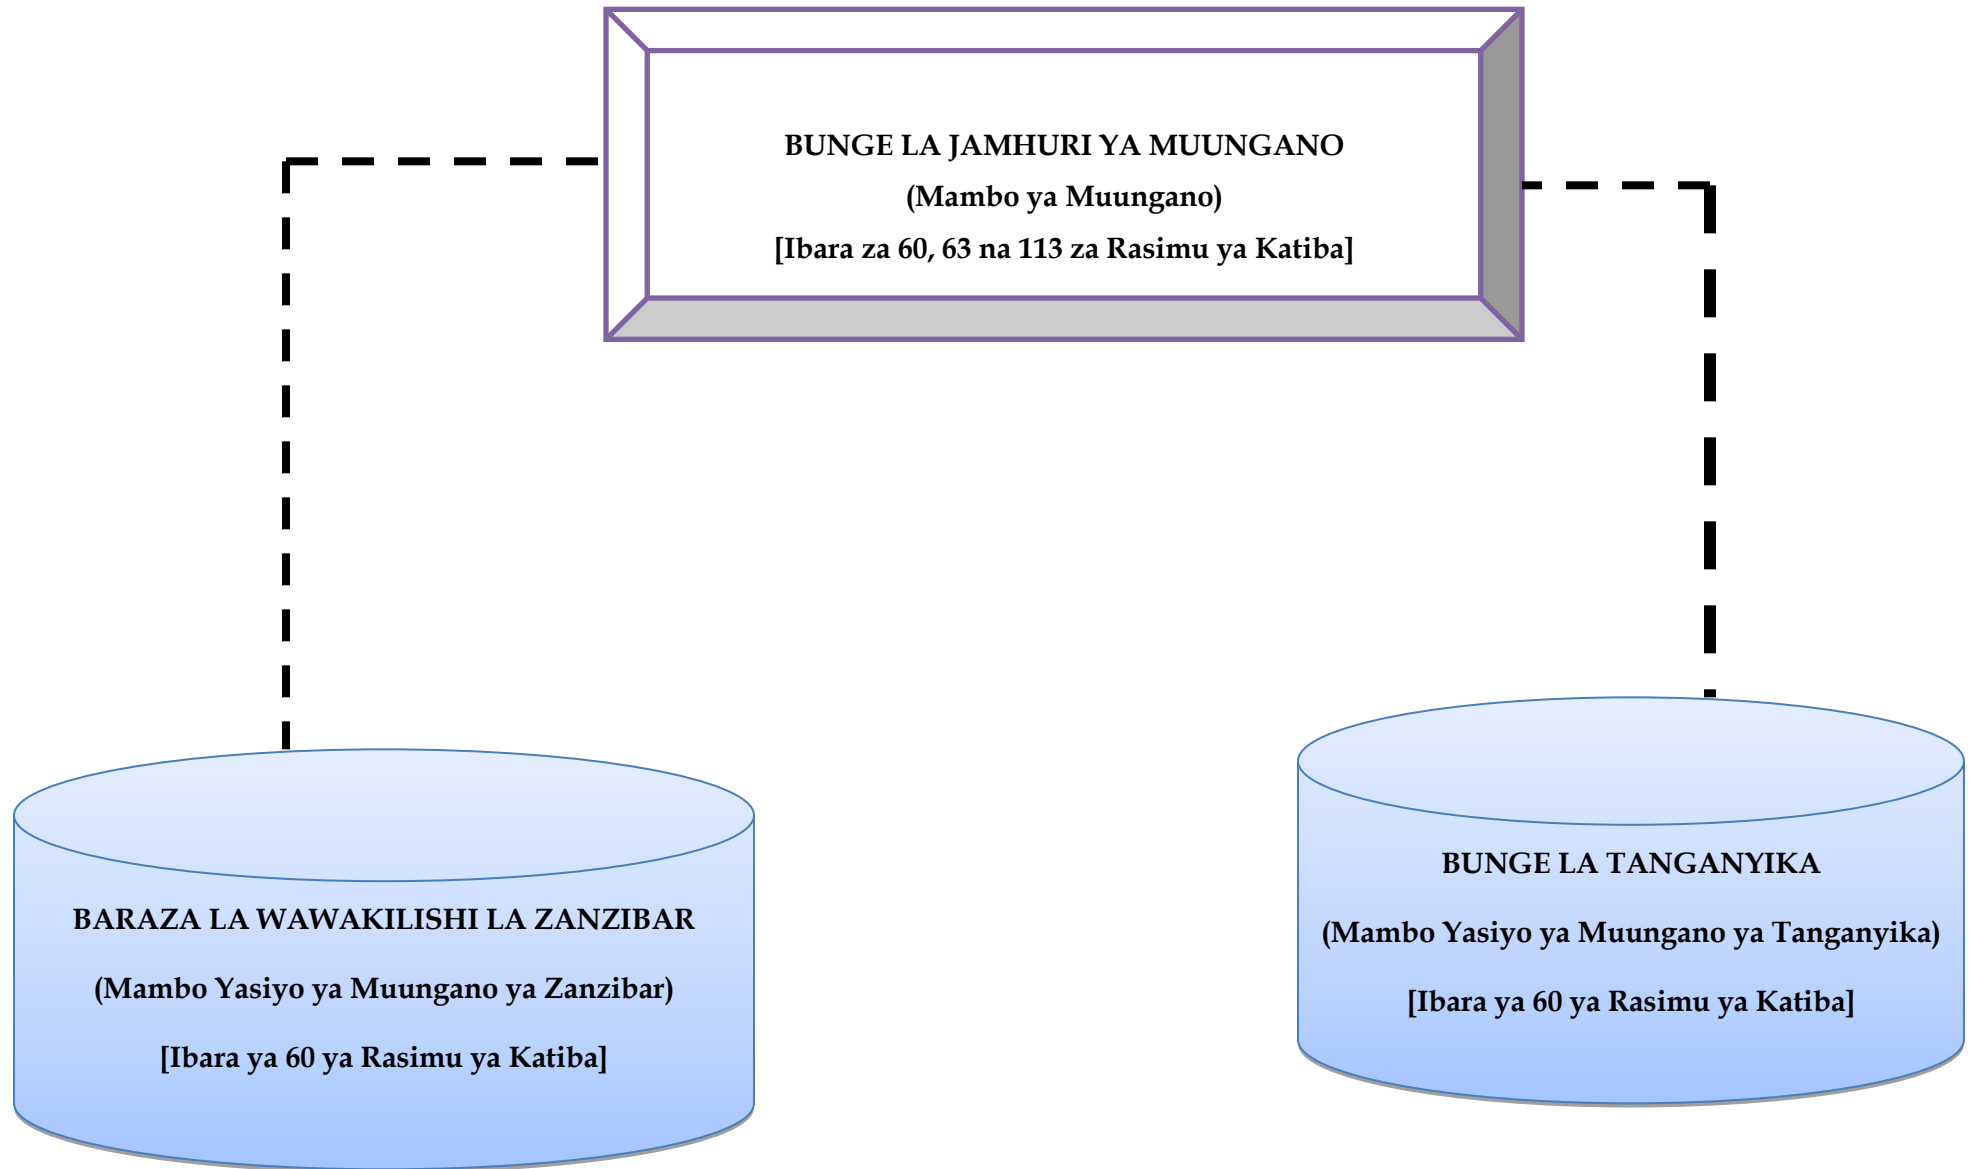 BUNGE LA JAMHURI YA MUUNGANO
(Mambo ya Muungano)
[Ibara za 60, 63 na 113 za Rasimu ya Katiba]
BARAZA LA WAWAKILISHI LA ZANZIBAR
(Mambo Yasiyo ya Muungano ya Zanzibar)
[Ibara ya 60 ya Rasimu ya Katiba]
BUNGE LA TANGANYIKA
(Mambo Yasiyo ya Muungano ya Tanganyika)
[Ibara ya 60 ya Rasimu ya Katiba]